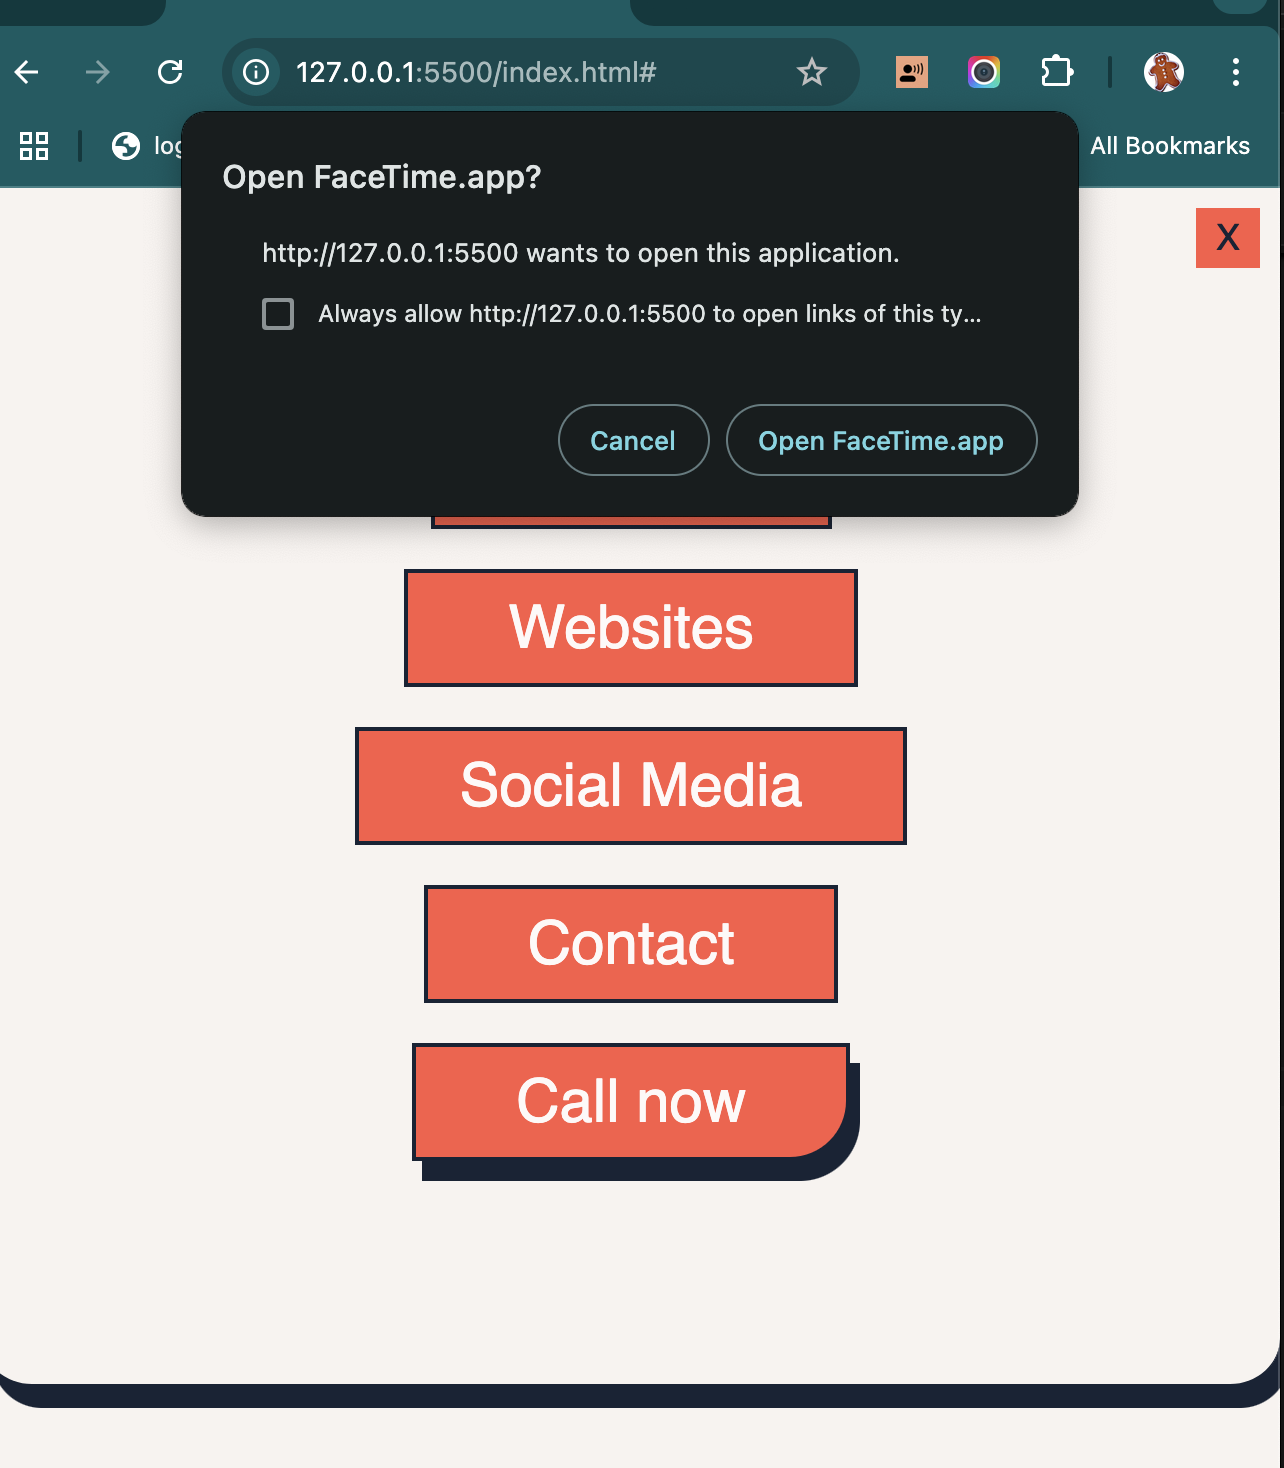 127.0.0.1:5500/index.html#
All Bookmarks
Open FaceTime.app?
http://127.0.0.1:5500 wants to open this application.
Always allow http://127.0.0.1:5500 to open links of this ty...
Cancel
Open FaceTime.app
X
Websites
Social Media
Contact
Call now